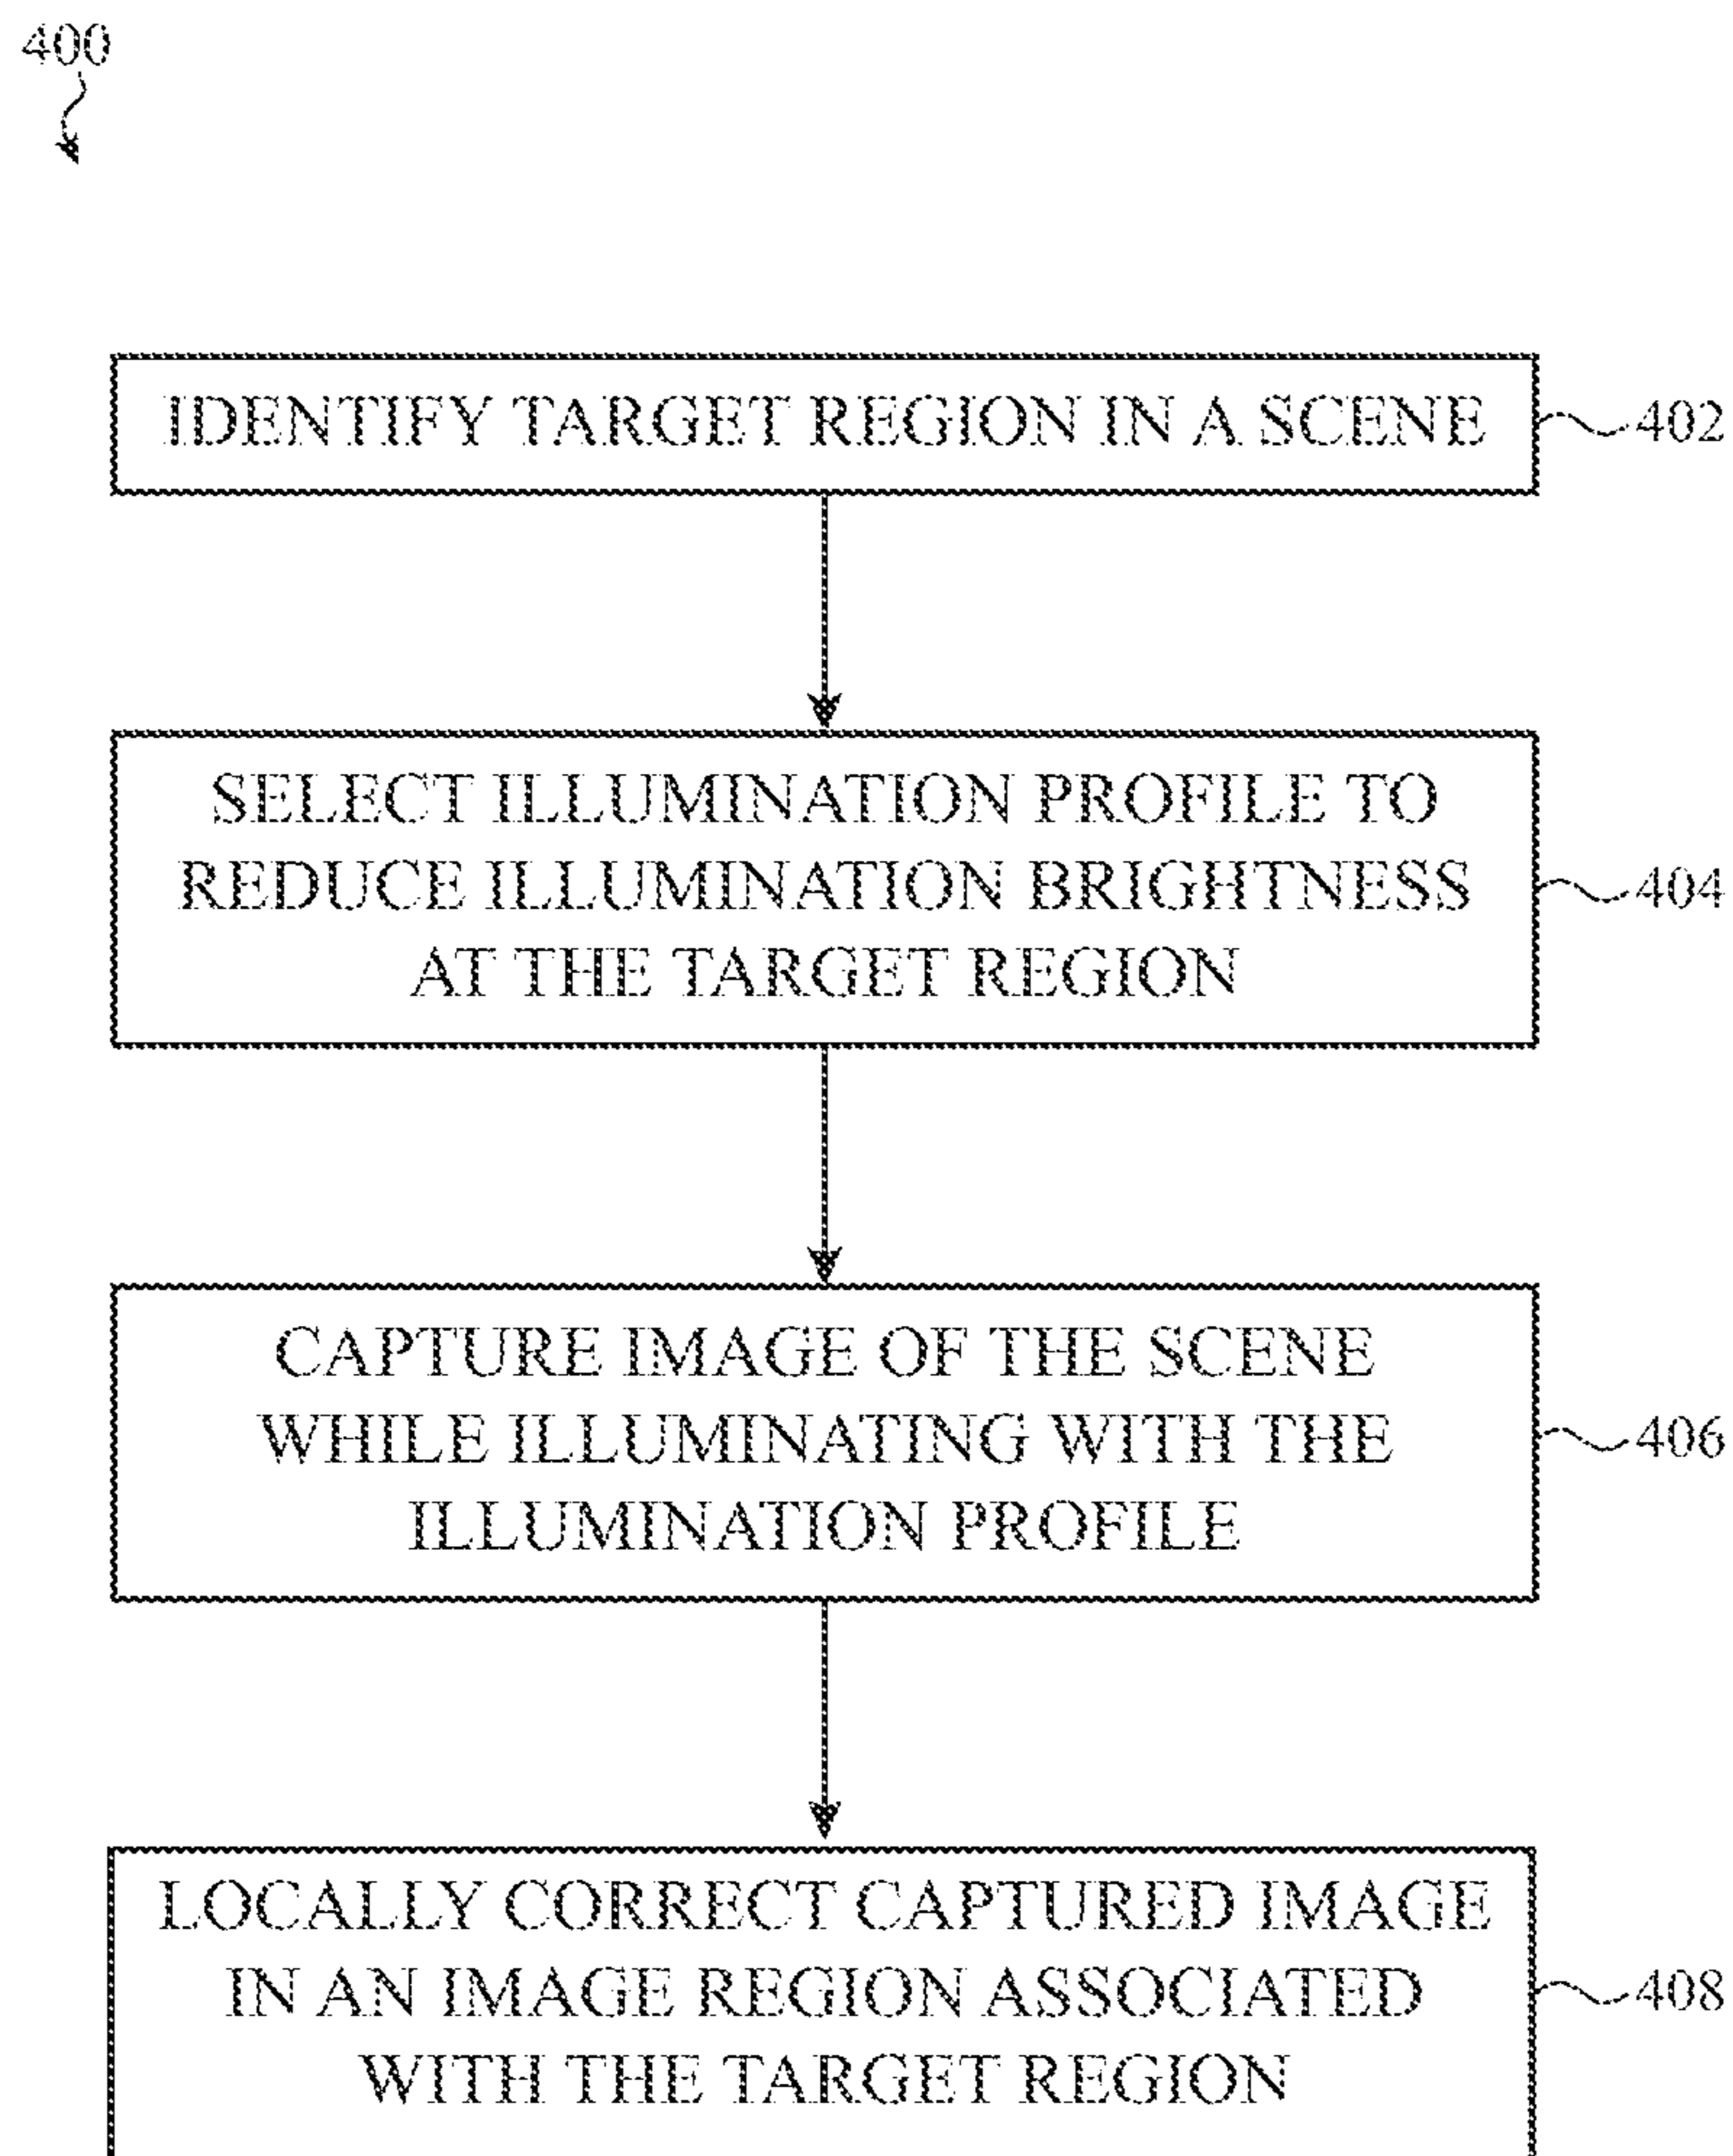 400
IDENTIFY TARGET REGION IN A SCENE
402
SELECT ILLUMINATION PROFILE TO
REDUCE ILLUMINATION BRIGHTNESS
AT THE TARGET REGION
404
CAPTURE IMAGE OF THE SCENE
WHILE ILLUMINATING WITH THE
ILLUMINATION PROFILE
406
LOCALLY CORRECT CAPTURED IMAGE
IN AN IMAGE REGION ASSOCIATED
WITH THE TARGET REGION
408